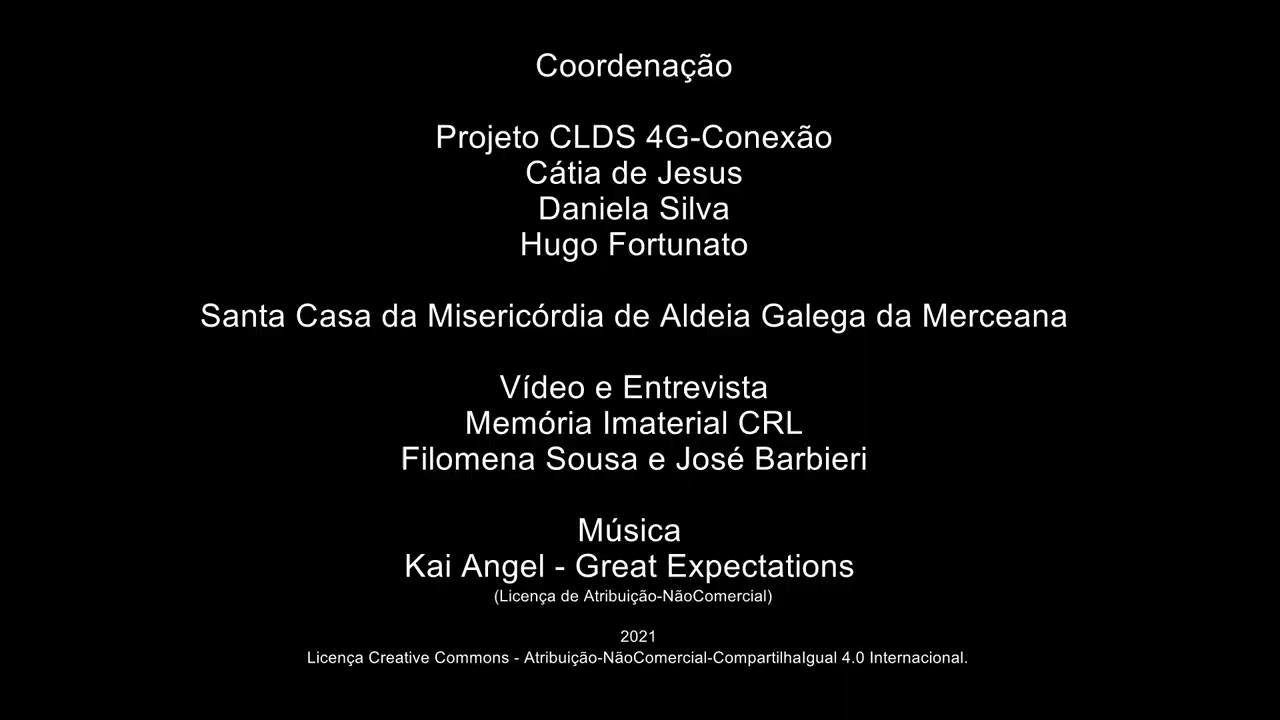 Coordenação
Projeto CLDS 4G-Conexão
Cátia de Jesus
Daniela Silva
Hugo Fortunato
Santa Casa da Misericórdia de Aldeia Galega da Merceana
Vídeo e Entrevista
Memória Imaterial CRL
Filomena Sousa e José Barbieri
Música
Kai Angel - Great Expectations
(Licença de Atribuição-NãoComercial)
2021
Licença Creative Commons - Atribuição-NãoComercial-CompartilhaIgual 4.0 Internacional.